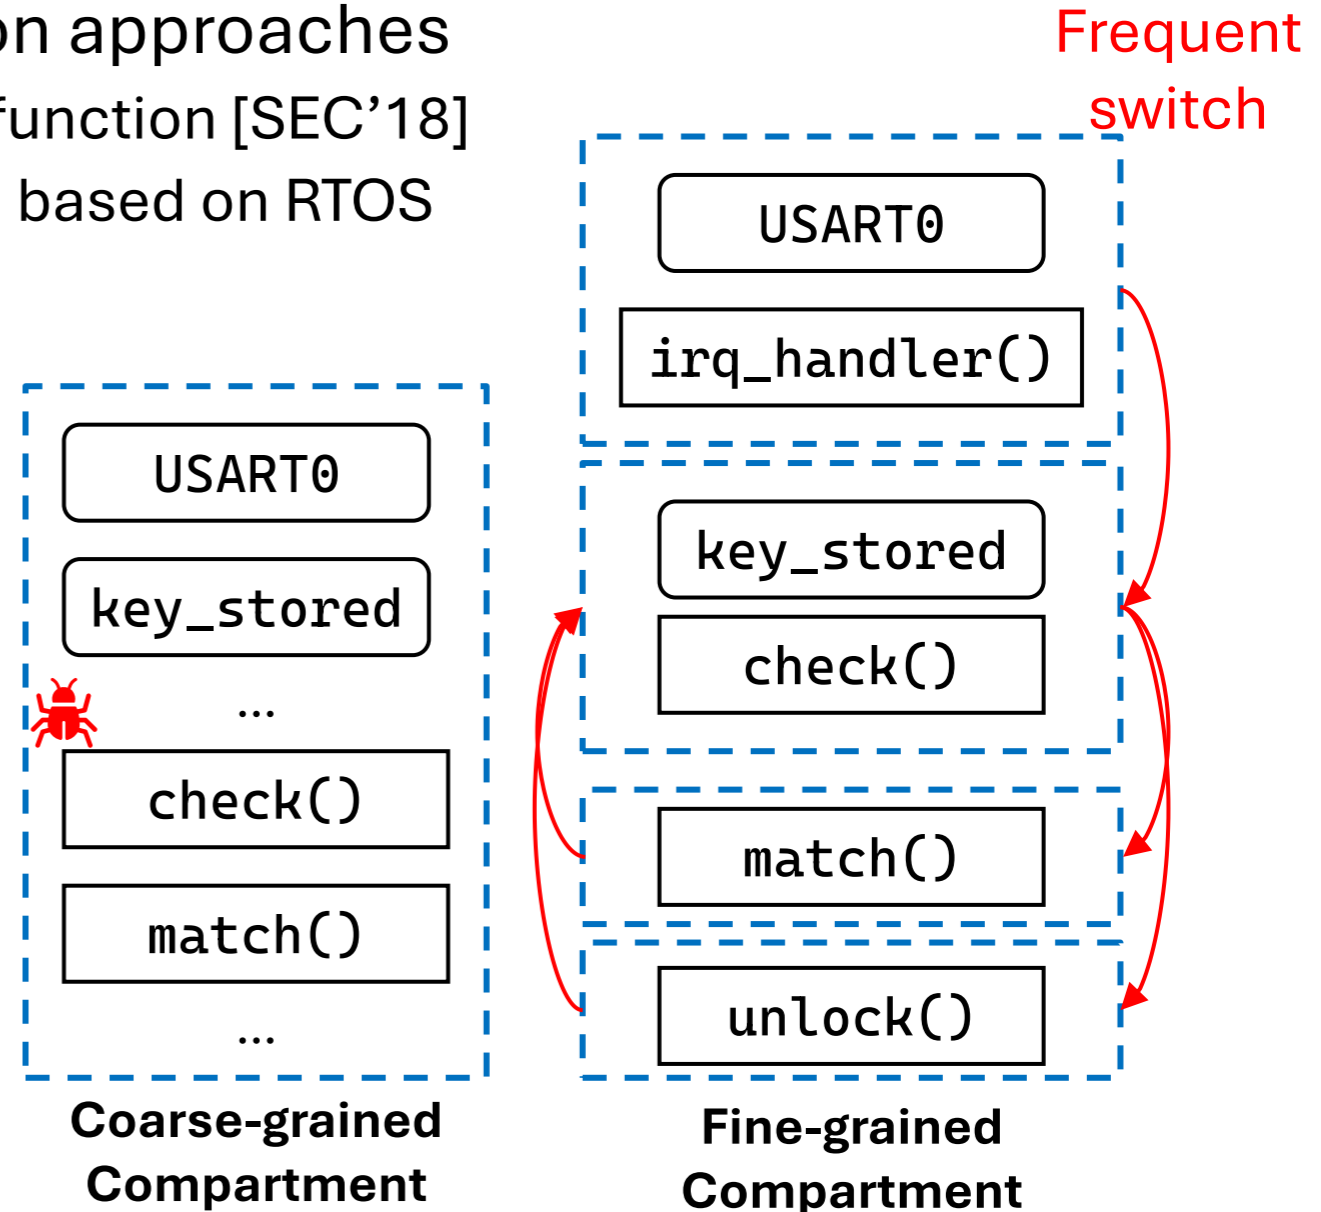 on approaches
function [SEC’18]
based on RTOS
Frequent
switch
USART0
key_stored
...
check()
match()
...
Coarse-grained
Compartment
USART0
irq_handler()
key_stored
check()
match()
unlock()
Fine-grained
Compartment